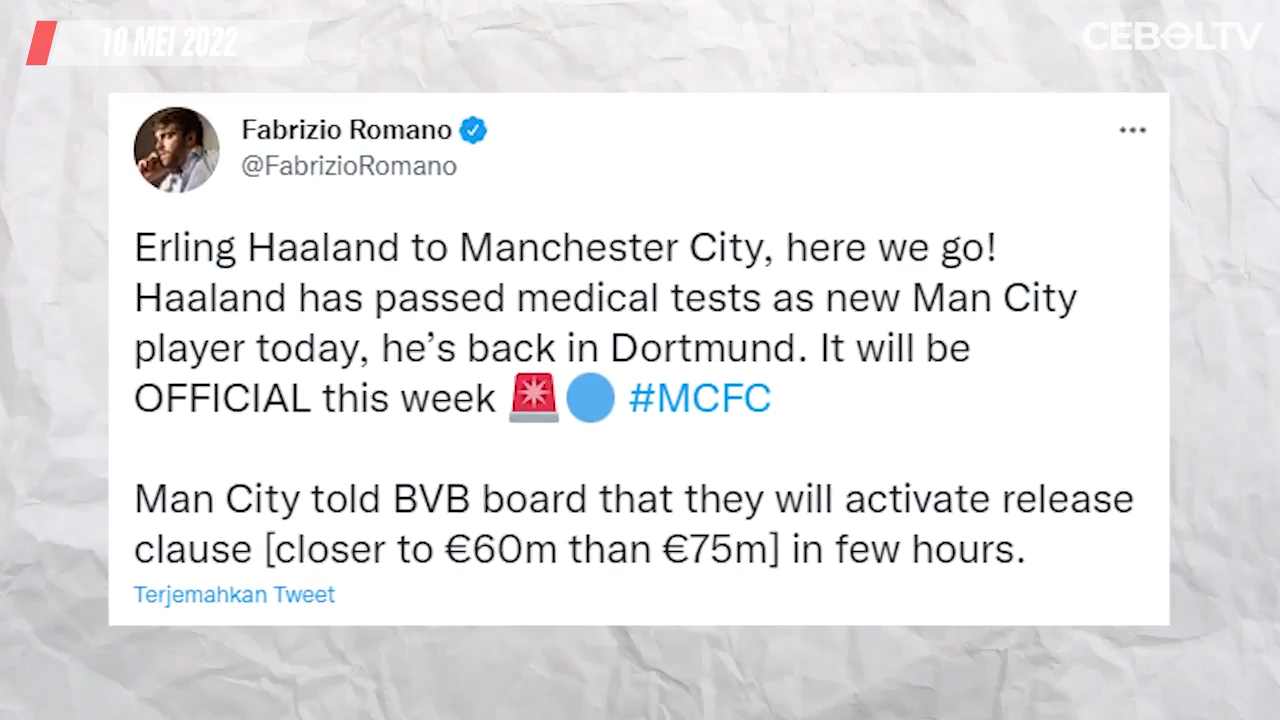 10 MEI 2022
CEBOLTV
Fabrizio Romano
@FabrizioRomano
Erling Haaland to Manchester City, here we go!
Haaland has passed medical tests as new Man City
player today, he’s back in Dortmund. It will be
OFFICIAL this week 🚨🔵 #MCFC
Man City told BVB board that they will activate release
clause [closer to €60m than €75m] in few hours.
Terjemahkan Tweet